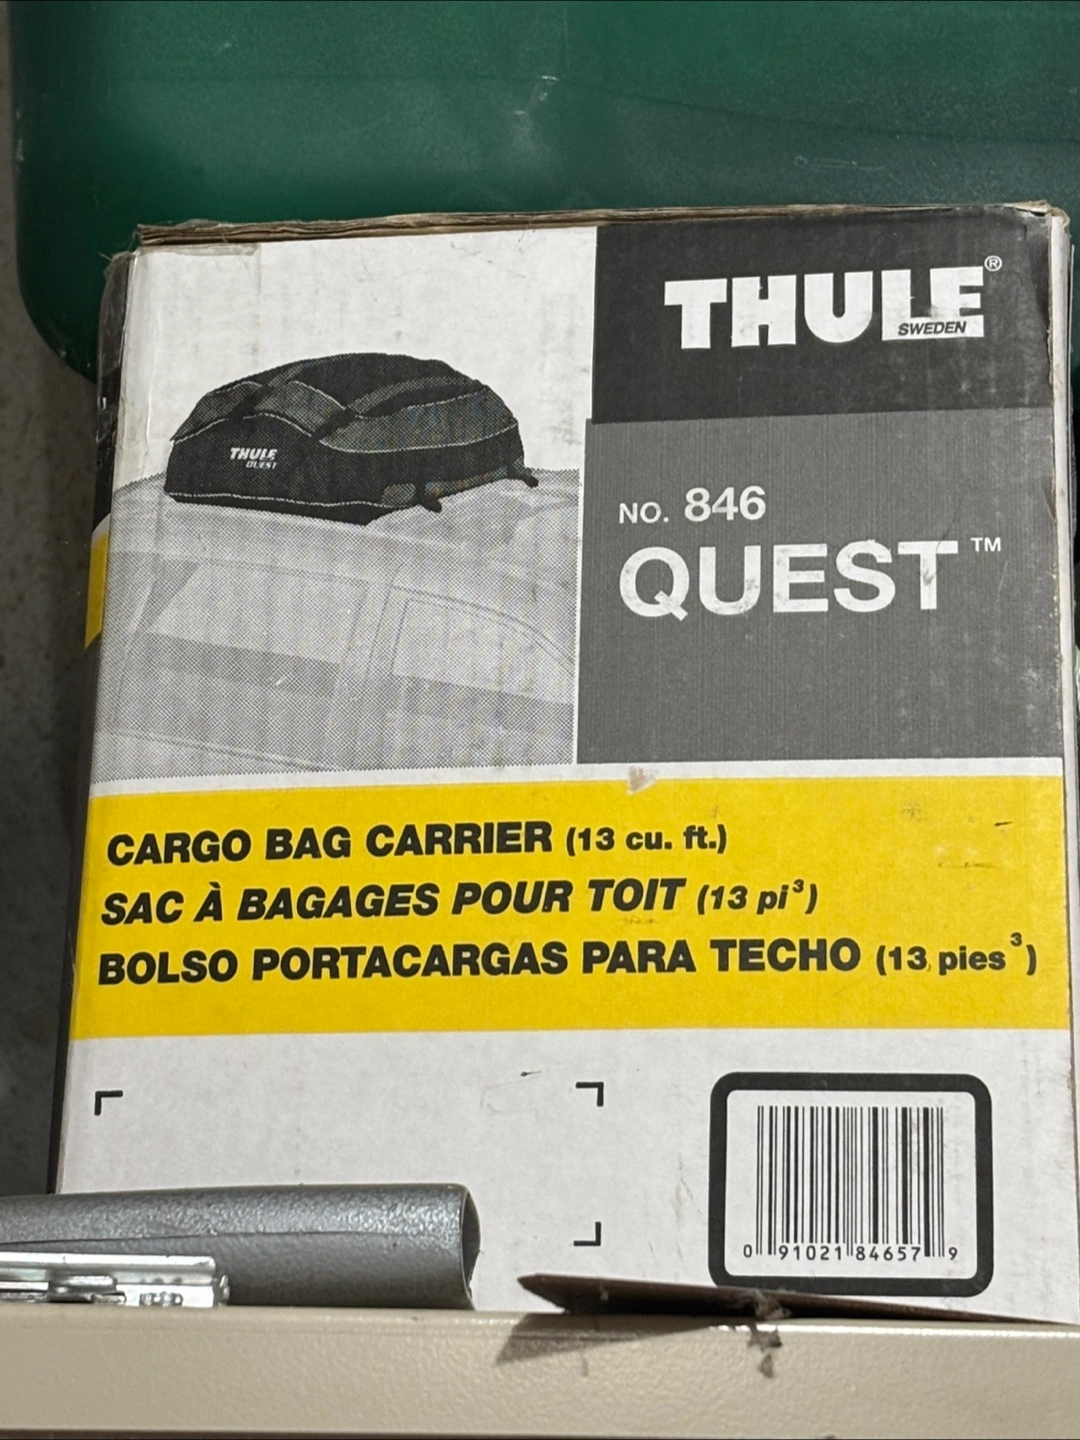 THULE®
SWEDEN
THULE
QUEST
NO. 846
QUEST™
CARGO BAG CARRIER (13 cu. ft.)
SAC À BAGAGES POUR TOIT (13 pi³)
BOLSO PORTACARGAS PARA TECHO (13 pies³)
0 91021 84657 9